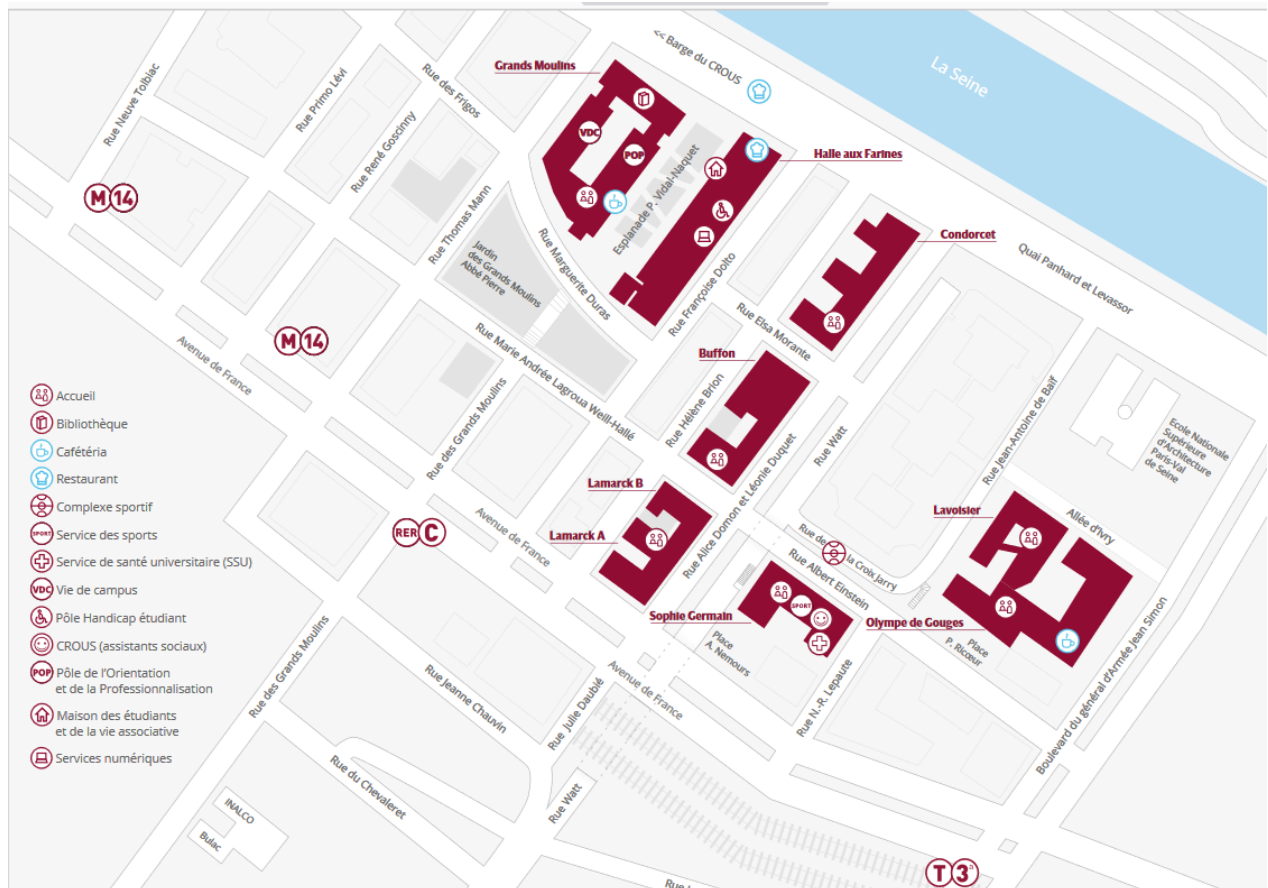 << Barge du CROUS
La Seine
Grands Moulins
Rue des Frigos
Rue Primo Lévi
Rue Neuve Tolbiac
Rue René Goscinny
VDC
POP
Halle aux Farines
Esplanade P. Vidal-Naquet
M 14
Rue Thomas Mann
Jardin
des Grands Moulins
Abbé Pierre
Rue Marguerite Duras
Rue Françoise Dolto
Condorcet
Quai Panhard et Levassor
Rue Elsa Morante
M 14
Avenue de France
Rue Marie Andrée Lagroua Weill-Hallé
Buffon
Rue Hélène Brion
Rue des Grands Moulins
Rue Watt
Rue Jean-Antoine de Baïf
Ecole Nationale
Supérieure
d'Architecture
Paris-Val
de Seine
Lamarck B
Lamarck A
Rue Alice Domon et Léonie Duquet
RER C
Avenue de France
Rue de la Croix Jarry
Rue Albert Einstein
Lavoisier
Allée d'Ivry
Sophie Germain
SPORT
Olympe de Gouges
Place
A. Nemours
Place
P. Ricœur
Rue N.-R. Lepaute
Boulevard du général d'Armée Jean Simon
Avenue de France
Rue des Grands Moulins
Rue Jeanne Chauvin
Rue Julie Daubié
Rue du Chevaleret
Rue Watt
INALCO
Bulac
T 3a
Accueil
Bibliothèque
Cafétéria
Restaurant
Complexe sportif
SPORT Service des sports
Service de santé universitaire (SSU)
VDC Vie de campus
Pôle Handicap étudiant
CROUS (assistants sociaux)
POP Pôle de l'Orientation
et de la Professionnalisation
Maison des étudiants
et de la vie associative
Services numériques